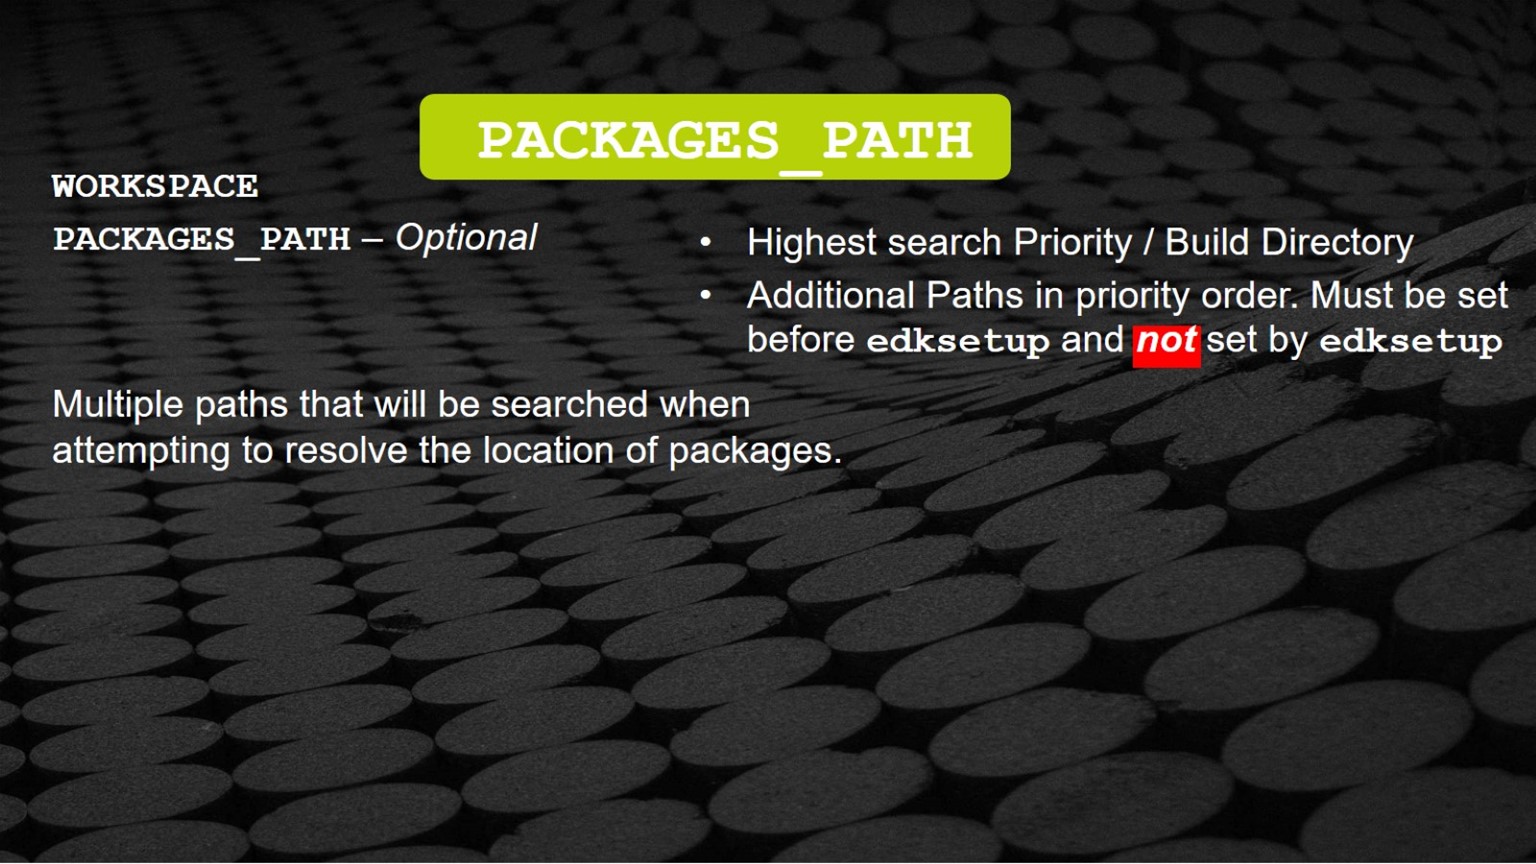 PACKAGES_PATH
WORKSPACE
PACKAGES_PATH – Optional
• Highest search Priority / Build Directory
• Additional Paths in priority order. Must be set
before edksetup and not set by edksetup
Multiple paths that will be searched when
attempting to resolve the location of packages.